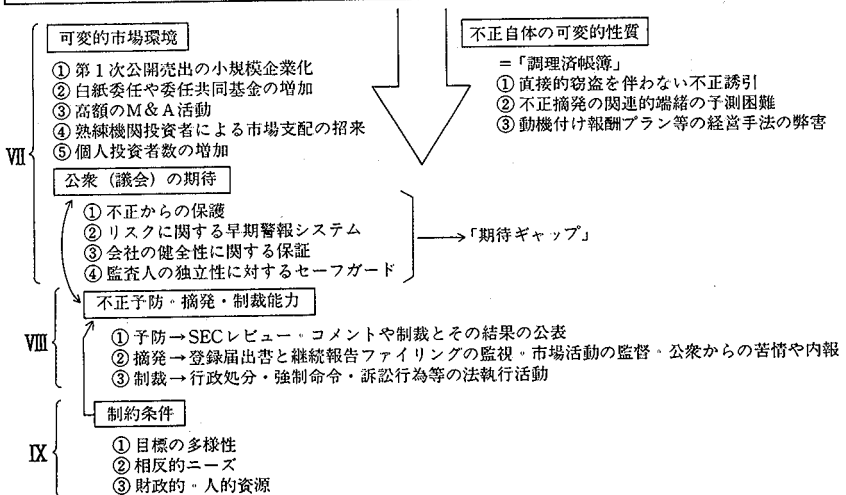 可変的市場環境
① 第1次公開売出の小規模企業化
② 白紙委任や委任共同基金の増加
③ 高額のM&A活動
④ 熟練機関投資者による市場支配の招来
⑤ 個人投資者数の増加
不正自体の可変的性質
=「調理済帳簿」
① 直接的窃盗を伴わない不正誘引
② 不正摘発の関連的端緒の予測困難
③ 動機付け報酬プラン等の経営手法の弊害
Ⅶ
公衆(議会)の期待
① 不正からの保護
② リスクに関する早期警報システム
③ 会社の健全性に関する保証
④ 監査人の独立性に対するセーフガード
→「期待ギャップ」
Ⅷ
不正予防・摘発・制裁能力
① 予防→SECレビュー・コメントや制裁とその結果の公表
② 摘発→登録届出書と継続報告ファイリングの監視・市場活動の監督・公衆からの苦情や内報
③ 制裁→行政処分・強制命令・訴訟行為等の法執行活動
Ⅸ
制約条件
① 目標の多様性
② 相反的ニーズ
③ 財政的・人的資源